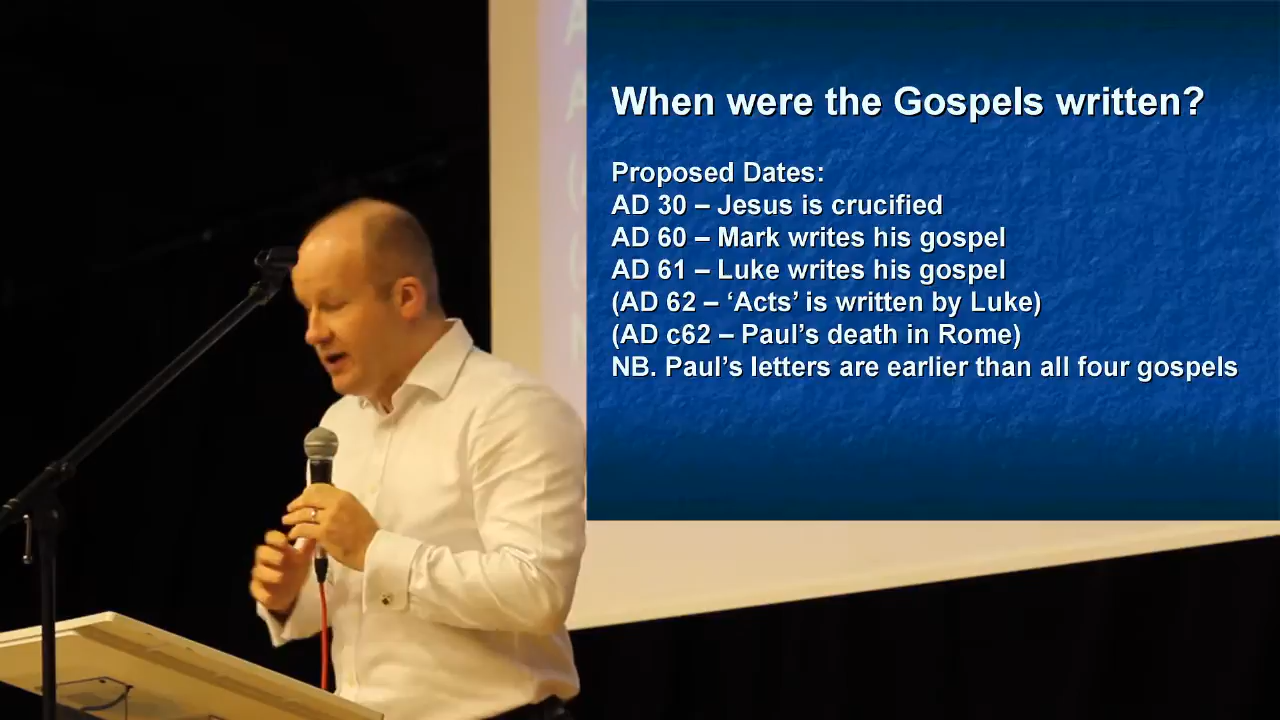 When were the Gospels written?
Proposed Dates:
AD 30 – Jesus is crucified
AD 60 – Mark writes his gospel
AD 61 – Luke writes his gospel
(AD 62 – ‘Acts’ is written by Luke)
(AD c62 – Paul’s death in Rome)
NB. Paul’s letters are earlier than all four gospels